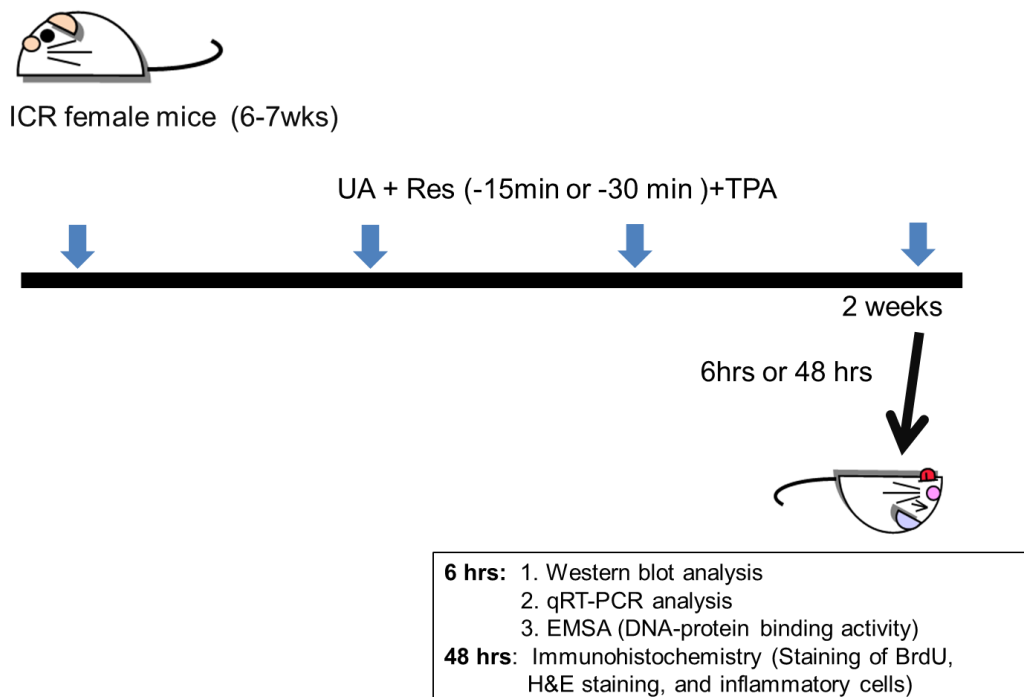 ICR female mice (6-7wks)
UA + Res (-15min or -30 min )+TPA
2 weeks
6hrs or 48 hrs
6 hrs: 1. Western blot analysis
2. qRT-PCR analysis
3. EMSA (DNA-protein binding activity)
48 hrs: Immunohistochemistry (Staining of BrdU,
H&E staining, and inflammatory cells)